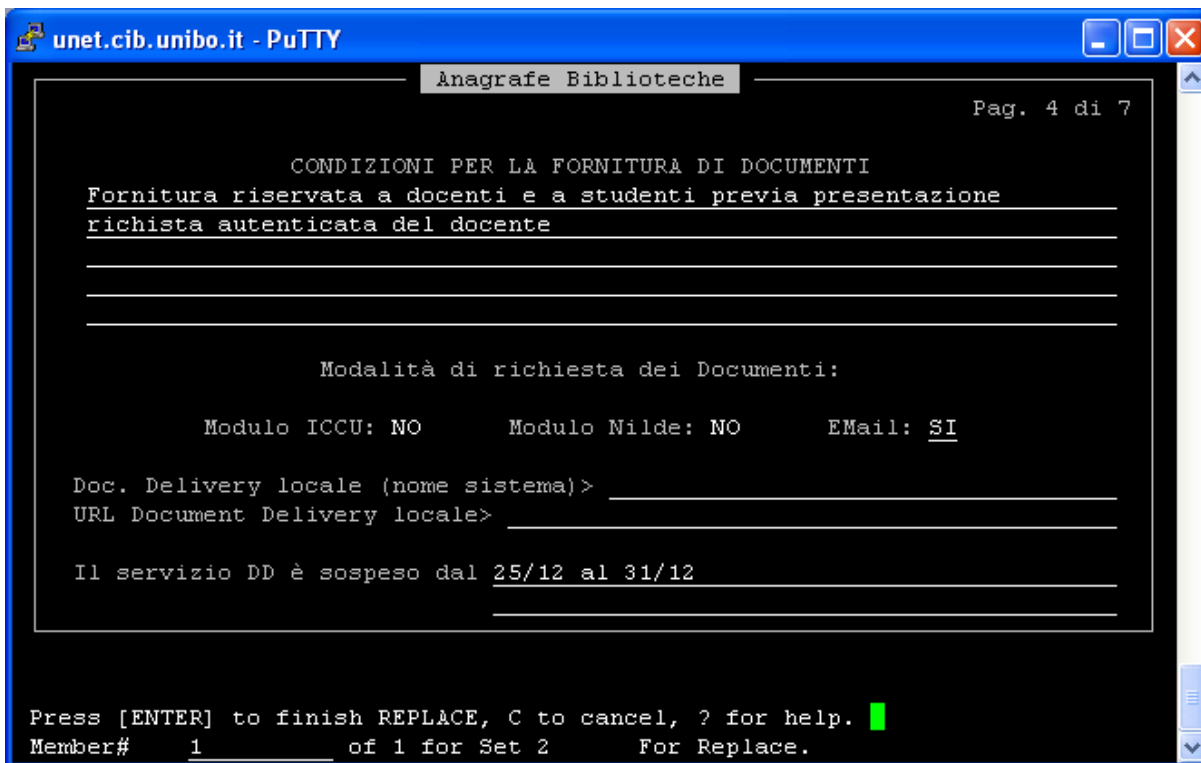 unet.cib.unibo.it - PuTTY
Anagrafe Biblioteche
Pag. 4 di 7
CONDIZIONI PER LA FORNITURA DI DOCUMENTI
Fornitura riservata a docenti e a studenti previa presentazione
richista autenticata del docente
Modalità di richiesta dei Documenti:
Modulo ICCU: NO Modulo Nilde: NO EMail: SI
Doc. Delivery locale (nome sistema)>
URL Document Delivery locale>
Il servizio DD è sospeso dal 25/12 al 31/12
Press [ENTER] to finish REPLACE, C to cancel, ? for help.
Member# 1 of 1 for Set 2 For Replace.